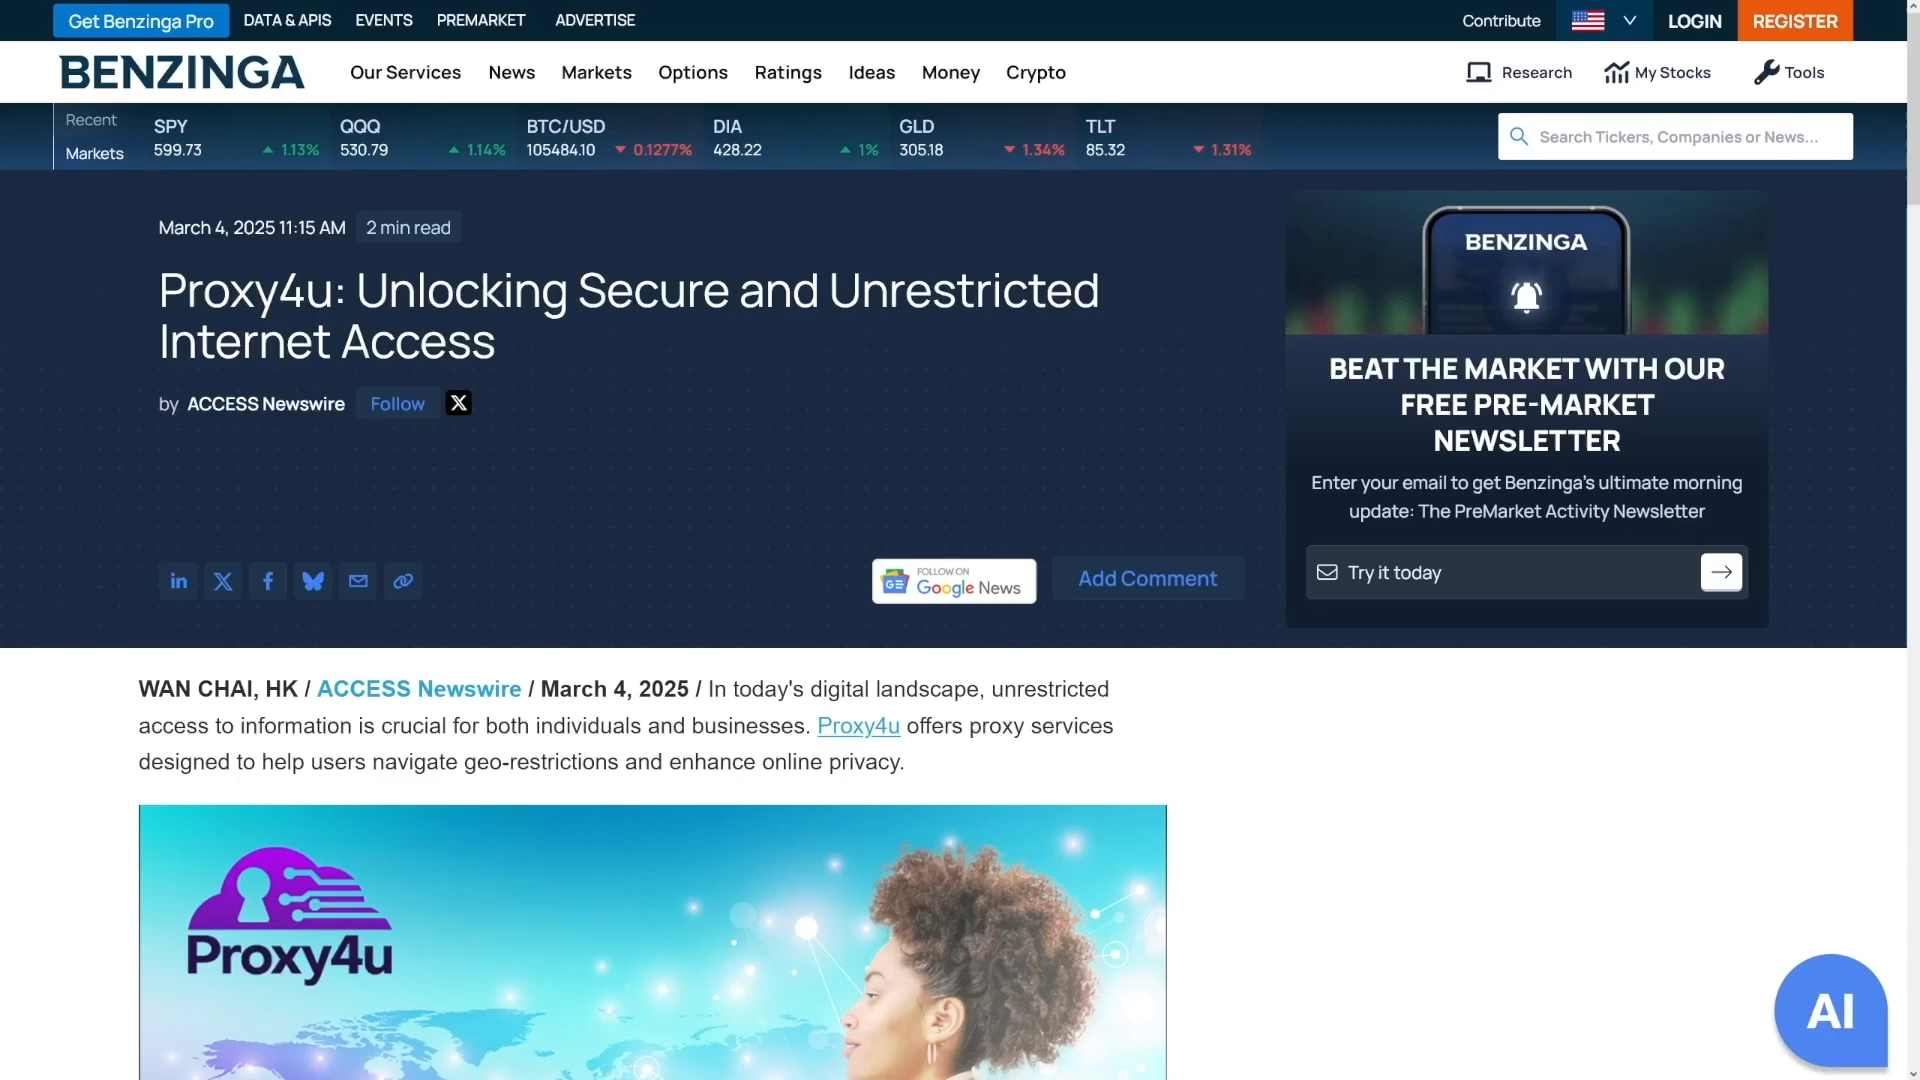 Get Benzinga Pro DATA & APIS EVENTS PREMARKET ADVERTISE Contribute LOGIN REGISTER
BENZINGA Our Services News Markets Options Ratings Ideas Money Crypto Research My Stocks Tools
Recent
Markets
SPY
599.73 1.13%
QQQ
530.79 1.14%
BTC/USD
105484.10 0.1277%
DIA
428.22 1%
GLD
305.18 1.34%
TLT
85.32 1.31%
Search Tickers, Companies or News...
March 4, 2025 11:15 AM 2 min read
Proxy4u: Unlocking Secure and Unrestricted
Internet Access
by ACCESS Newswire Follow X
in X f
FOLLOW ON
GE Google News
Add Comment
BENZINGA
BEAT THE MARKET WITH OUR
FREE PRE-MARKET
NEWSLETTER
Enter your email to get Benzinga's ultimate morning
update: The PreMarket Activity Newsletter
Try it today
WAN CHAI, HK / ACCESS Newswire / March 4, 2025 / In today's digital landscape, unrestricted
access to information is crucial for both individuals and businesses. Proxy4u offers proxy services
designed to help users navigate geo-restrictions and enhance online privacy.
Proxy4u
AI